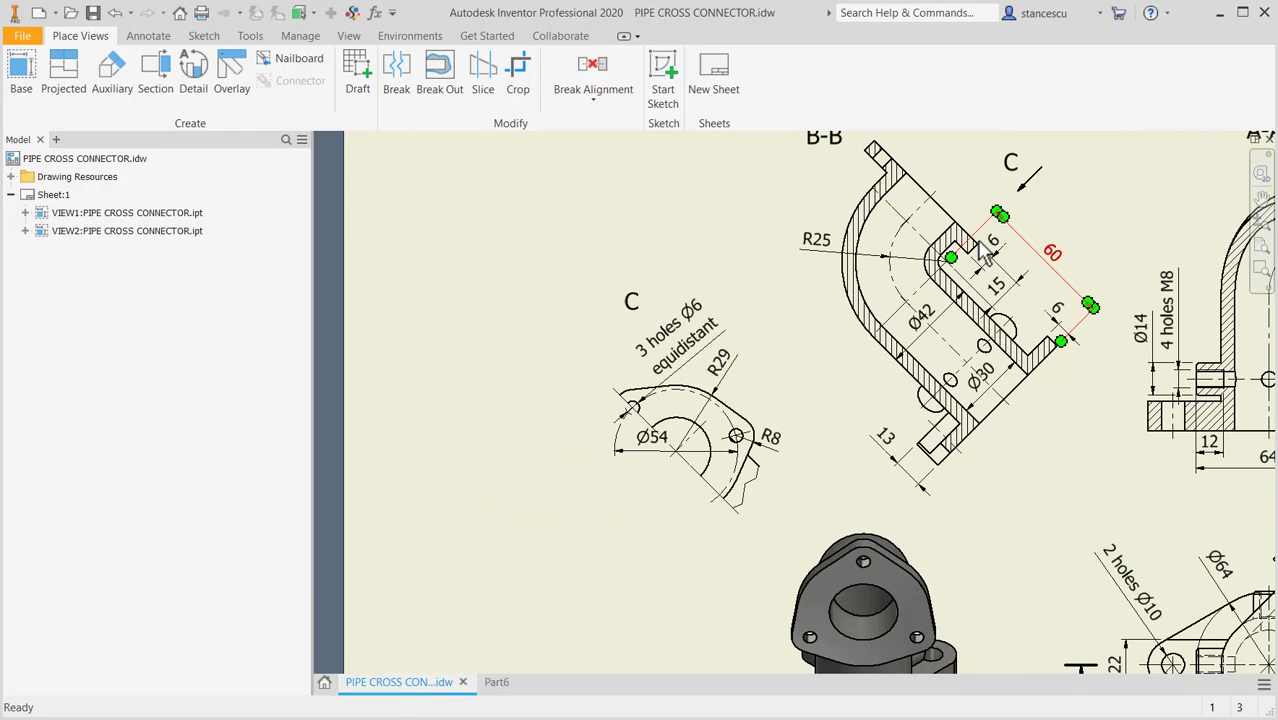 PRO
fx
Autodesk Inventor Professional 2020
PIPE CROSS CONNECTOR.idw
Search Help & Commands...
stancescu
File
Place Views
Annotate
Sketch
Tools
Manage
View
Environments
Get Started
Collaborate
Base
Projected
Auxiliary
Section
Detail
Overlay
Nailboard
Connector
Draft
Break
Break Out
Slice
Crop
Break Alignment
Start
Sketch
New Sheet
Create
Modify
Sketch
Sheets
Model
PIPE CROSS CONNECTOR.idw
Drawing Resources
Sheet:1
VIEW1:PIPE CROSS CONNECTOR.ipt
VIEW2:PIPE CROSS CONNECTOR.ipt
B-B
C
R25
6
60
15
6
Ø42
Ø30
13
C
3 holes Ø6
equidistant
R29
Ø54
R8
Ø14
4 holes M8
12
64
2 holes Ø10
Ø64
22
PIPE CROSS CON...idw
Part6
Ready
1
3